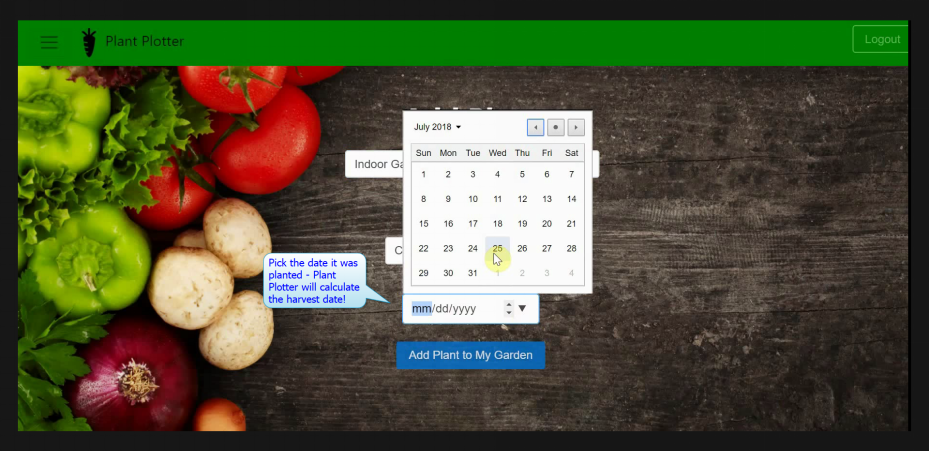 Plant Plotter
Logout
July 2018
Sun Mon Tue Wed Thu Fri Sat
1 2 3 4 5 6 7
8 9 10 11 12 13 14
15 16 17 18 19 20 21
22 23 24 25 26 27 28
29 30 31 1 2 3 4
Indoor
Pick the date it was
planted - Plant
Plotter will calculate
the harvest date!
mm/dd/yyyy
Add Plant to My Garden